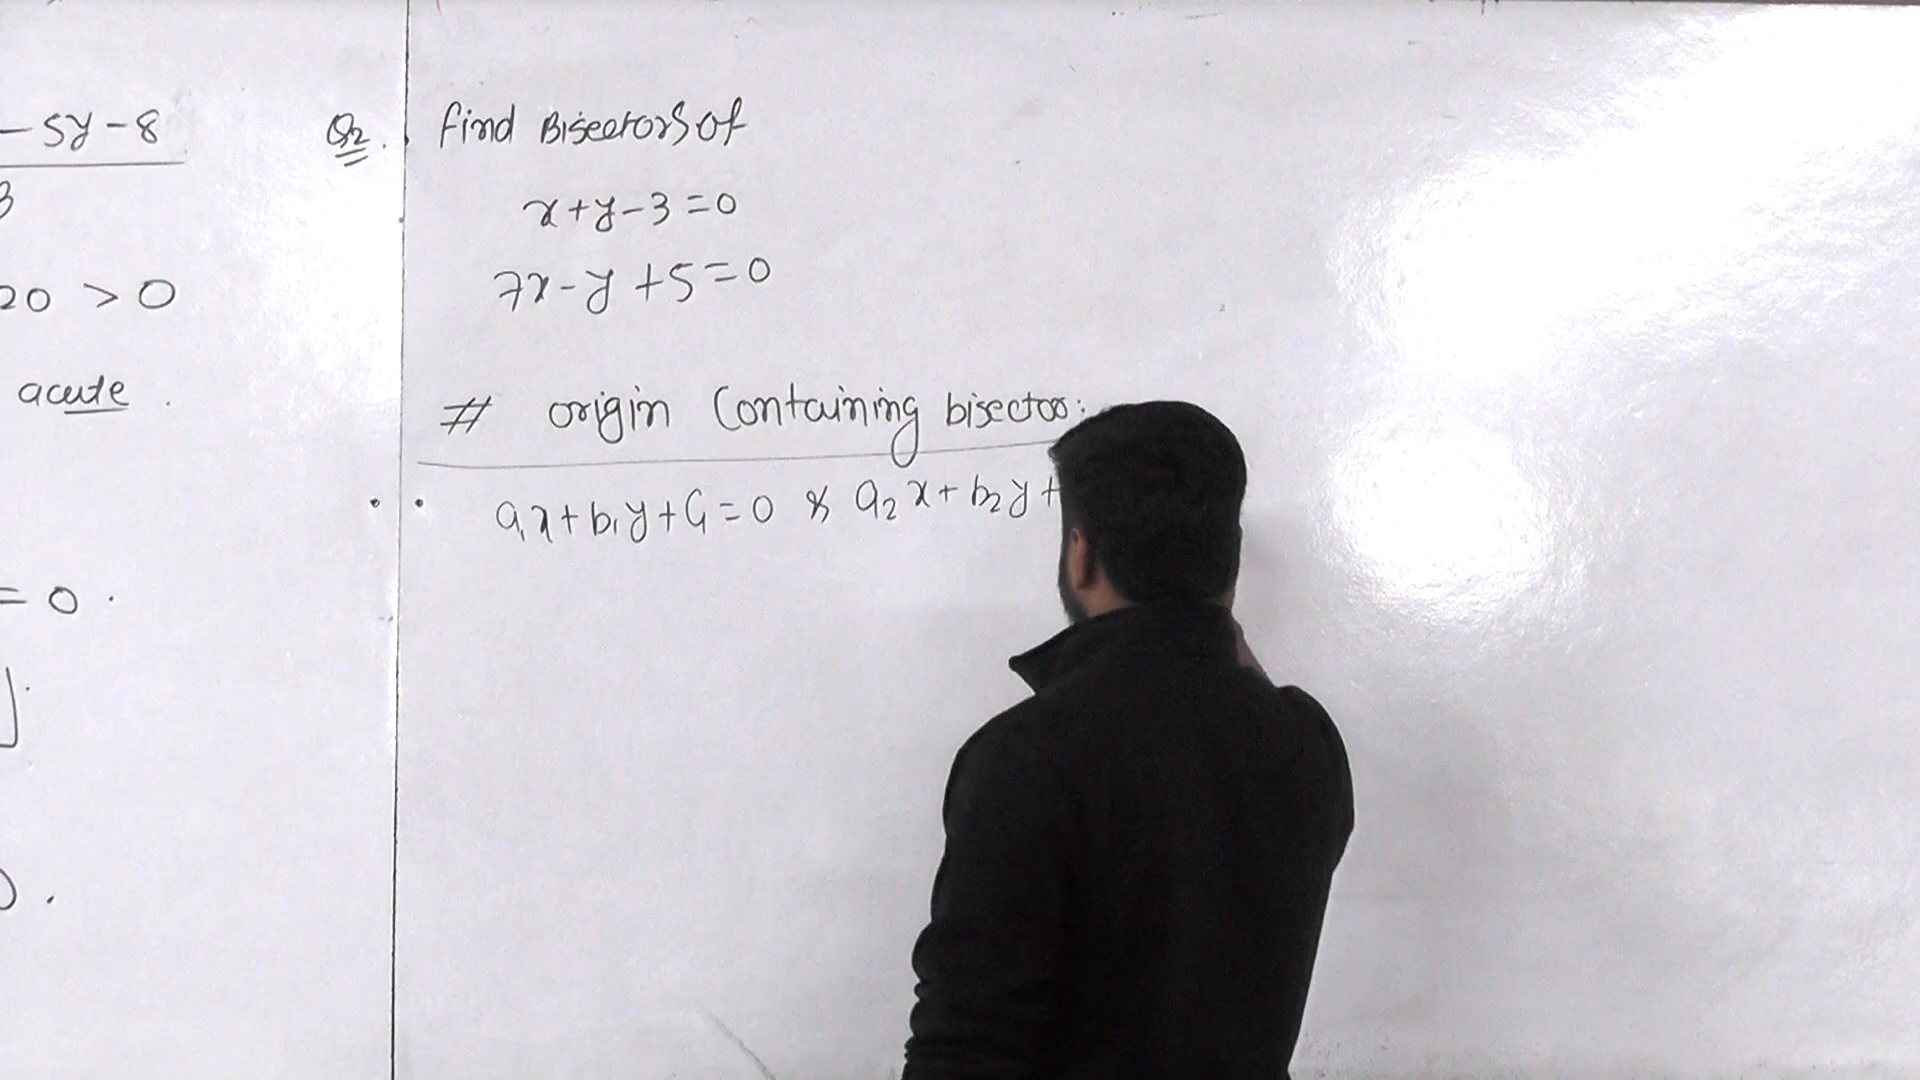 - 5y - 8
3
20 > 0
acute .
= 0 .
Q2. Find Bisectors of
x + y - 3 = 0
7x - y + 5 = 0
# origin Containing bisector:
a₁x + b₁y + C₁ = 0 & a₂x + b₂y +